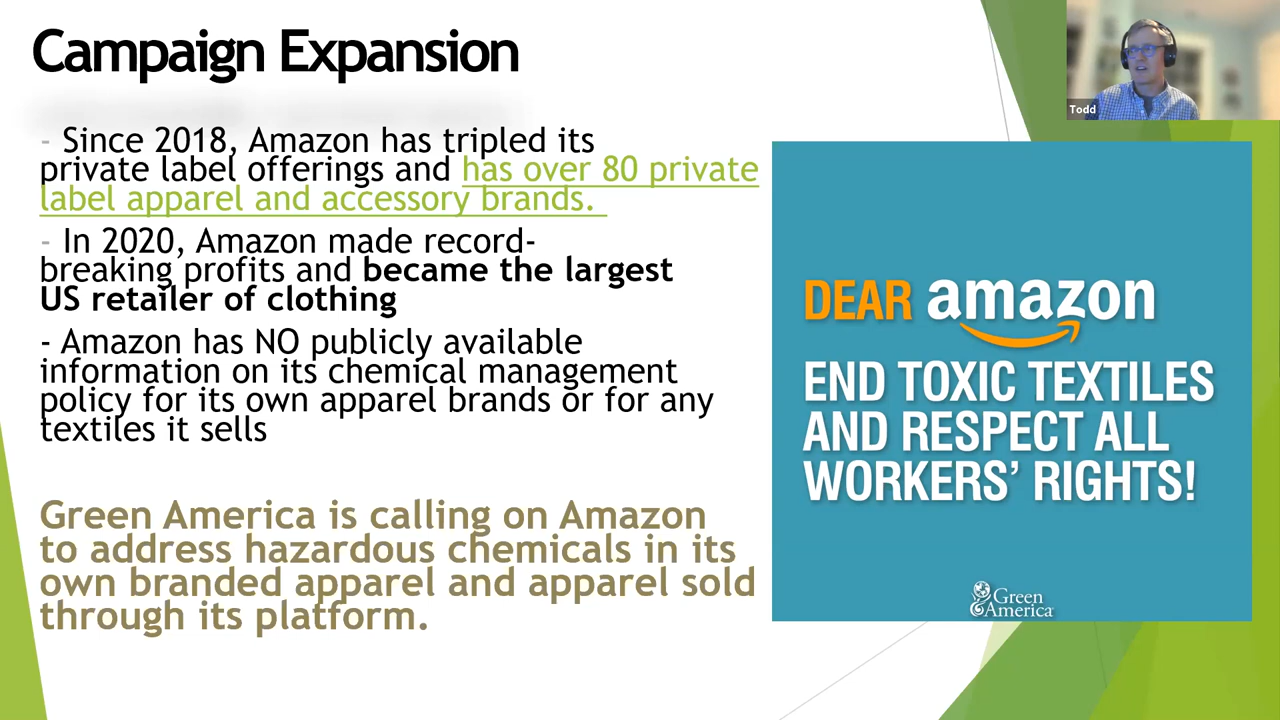 Campaign Expansion
- Since 2018, Amazon has tripled its
private label offerings and has over 80 private
label apparel and accessory brands.
- In 2020, Amazon made record-
breaking profits and became the largest
US retailer of clothing
- Amazon has NO publicly available
information on its chemical management
policy for its own apparel brands or for any
textiles it sells
Green America is calling on Amazon
to address hazardous chemicals in its
own branded apparel and apparel sold
through its platform.
Todd
DEAR amazon
END TOXIC TEXTILES
AND RESPECT ALL
WORKERS' RIGHTS!
Green
America